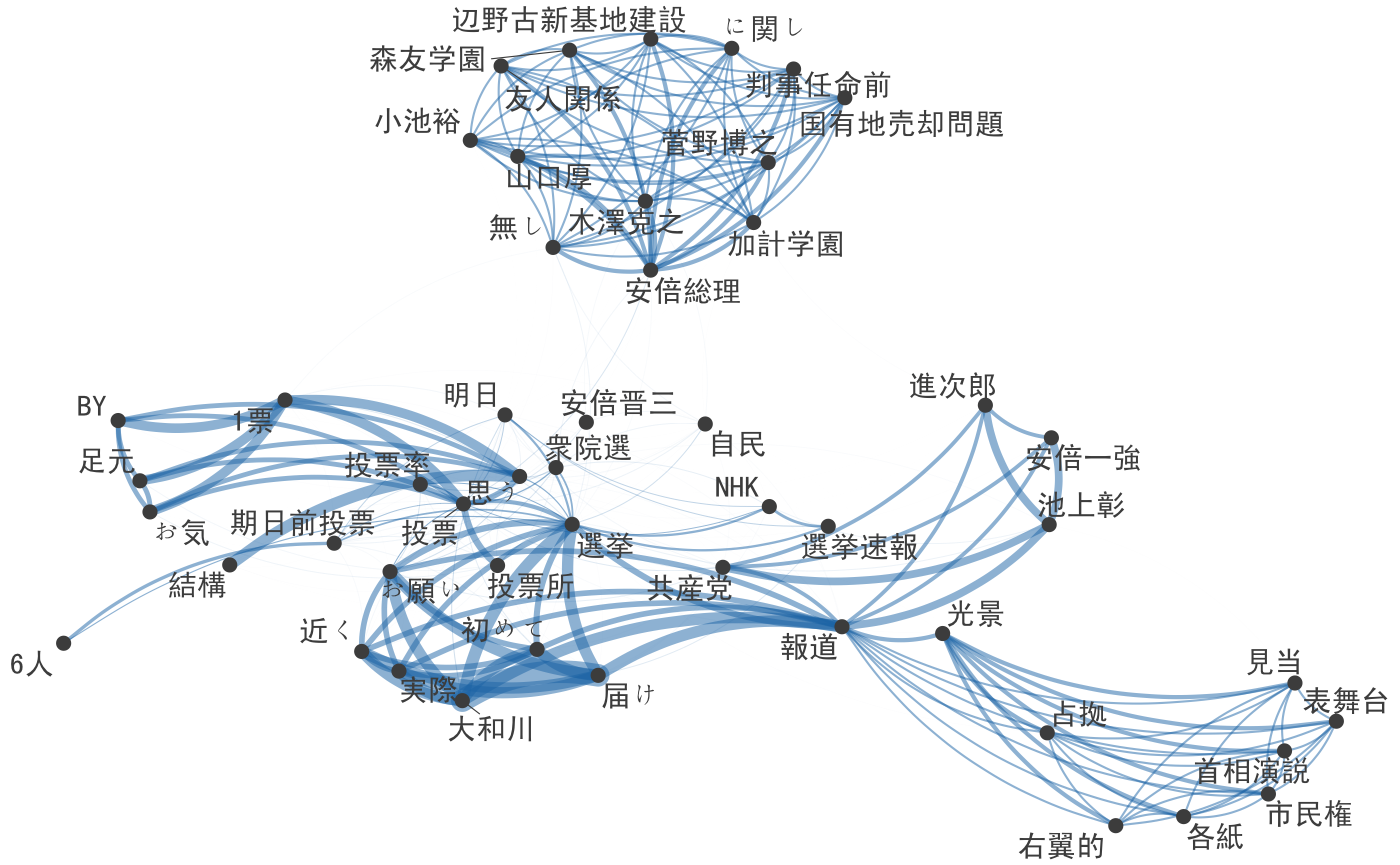 辺野古新基地建設
に関し
森友学園
判事任命前
友人関係
小池裕
国有地売却問題
菅野博之
山口厚
無し
木澤克之
加計学園
安倍総理
明日
安倍晋三
進次郎
BY
1票
自民
衆院選
足元
投票率
安倍一強
NHK
思う
池上彰
お気
期日前投票
投票
選挙
選挙速報
結構
お願い
投票所
共産党
近く
初めて
光景
報道
6人
実際
届け
見当
表舞台
大和川
占拠
首相演説
市民権
右翼的
各紙